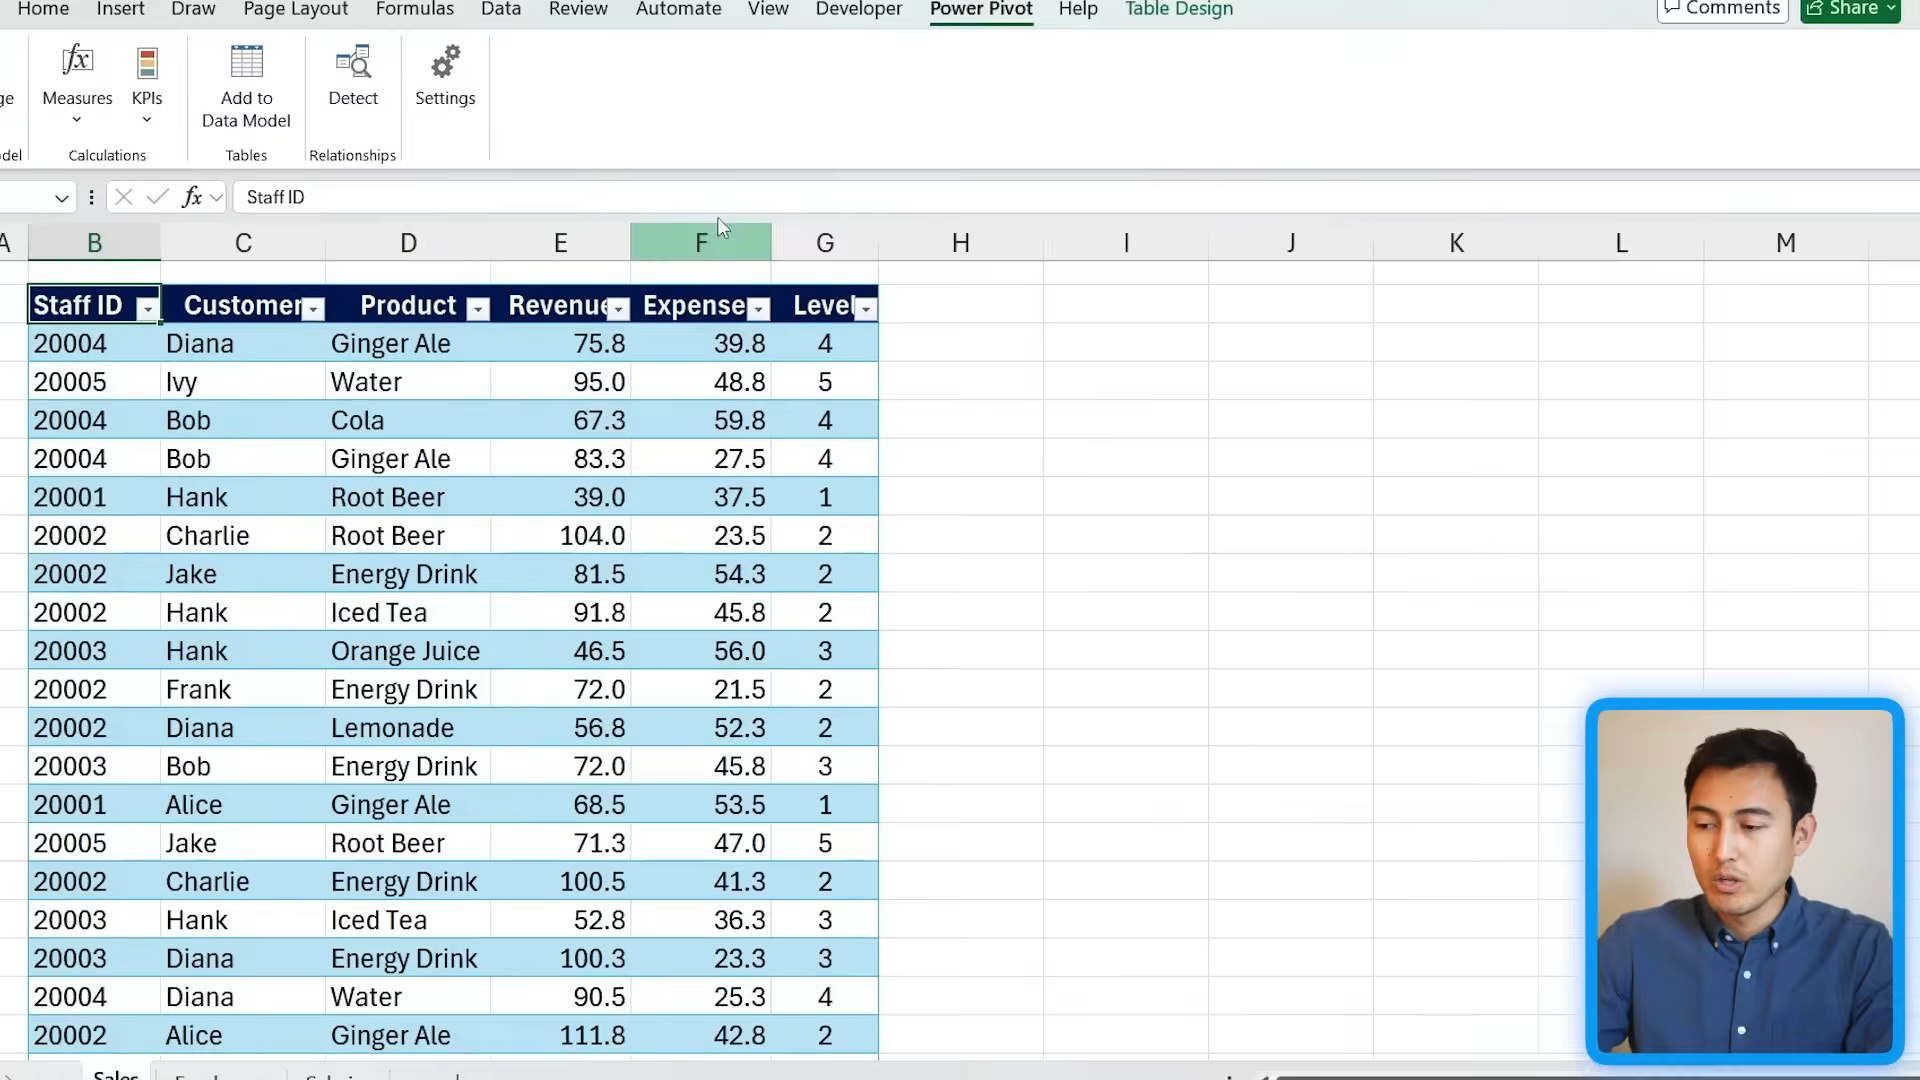 Home Insert Draw Page Layout Formulas Data Review Automate View Developer Power Pivot Help Table Design Comments Share
ge Measures KPIs Add to Data Model Detect Settings
del Calculations Tables Relationships
fx Staff ID
A B C D E F G H I J K L M
Staff ID Customer Product Revenue Expense Level
20004 Diana Ginger Ale 75.8 39.8 4
20005 Ivy Water 95.0 48.8 5
20004 Bob Cola 67.3 59.8 4
20004 Bob Ginger Ale 83.3 27.5 4
20001 Hank Root Beer 39.0 37.5 1
20002 Charlie Root Beer 104.0 23.5 2
20002 Jake Energy Drink 81.5 54.3 2
20002 Hank Iced Tea 91.8 45.8 2
20003 Hank Orange Juice 46.5 56.0 3
20002 Frank Energy Drink 72.0 21.5 2
20002 Diana Lemonade 56.8 52.3 2
20003 Bob Energy Drink 72.0 45.8 3
20001 Alice Ginger Ale 68.5 53.5 1
20005 Jake Root Beer 71.3 47.0 5
20002 Charlie Energy Drink 100.5 41.3 2
20003 Hank Iced Tea 52.8 36.3 3
20003 Diana Energy Drink 100.3 23.3 3
20004 Diana Water 90.5 25.3 4
20002 Alice Ginger Ale 111.8 42.8 2
Sales